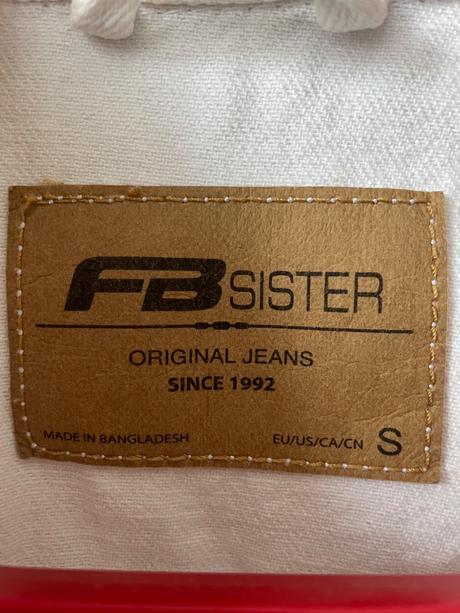 FB SISTER
ORIGINAL JEANS
SINCE 1992
MADE IN BANGLADESH EU/US/CA/CN S